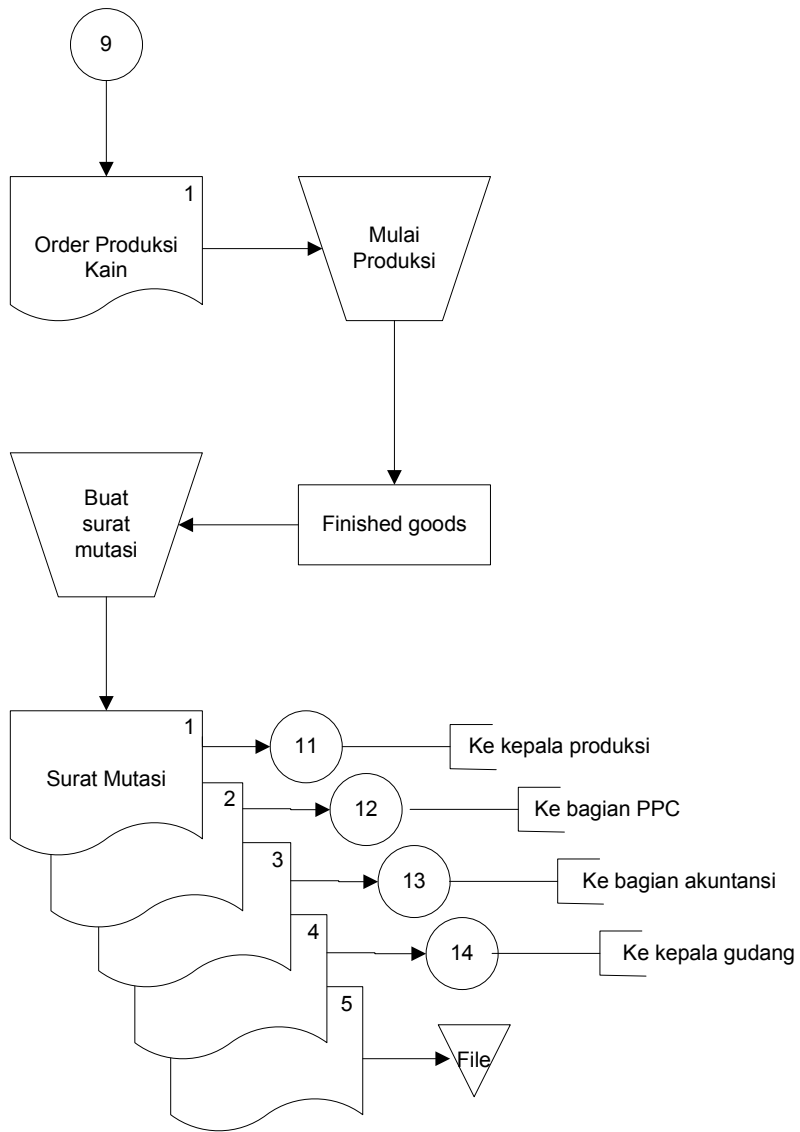 9
1
Order Produksi
Kain
Mulai
Produksi
Buat
surat
mutasi
Finished goods
1
Surat Mutasi
11
Ke kepala produksi
2
12
Ke bagian PPC
3
13
Ke bagian akuntansi
4
14
Ke kepala gudang
5
File